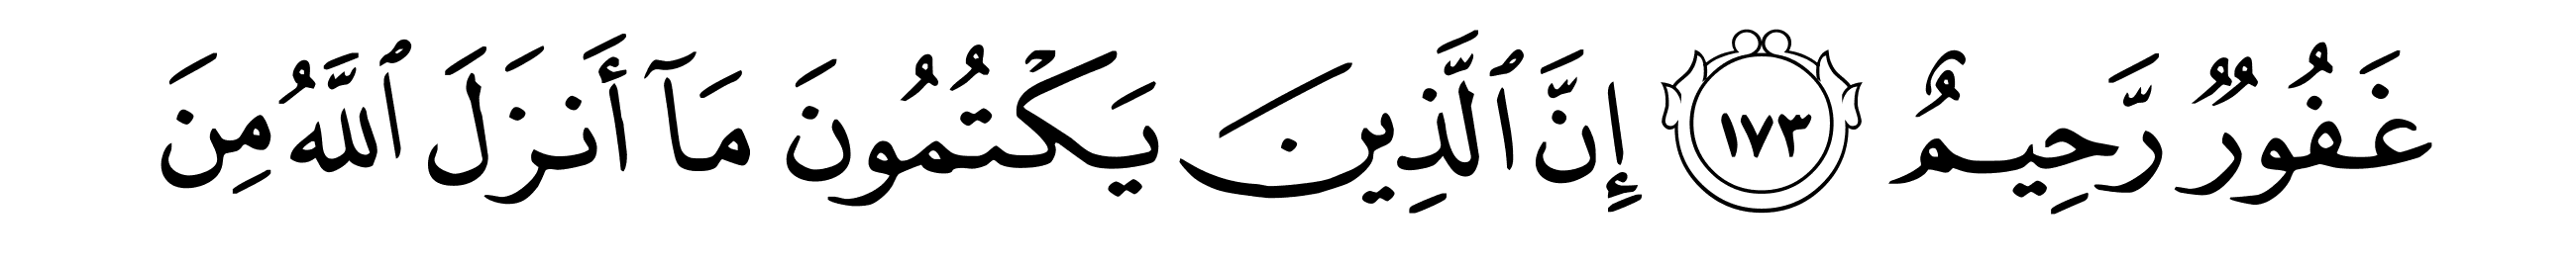 غَفُورٌ رَّحِيمٌ ١٧٣ إِنَّ ٱلَّذِينَ يَكْتُمُونَ مَآ أَنزَلَ ٱللَّهُ مِنَ